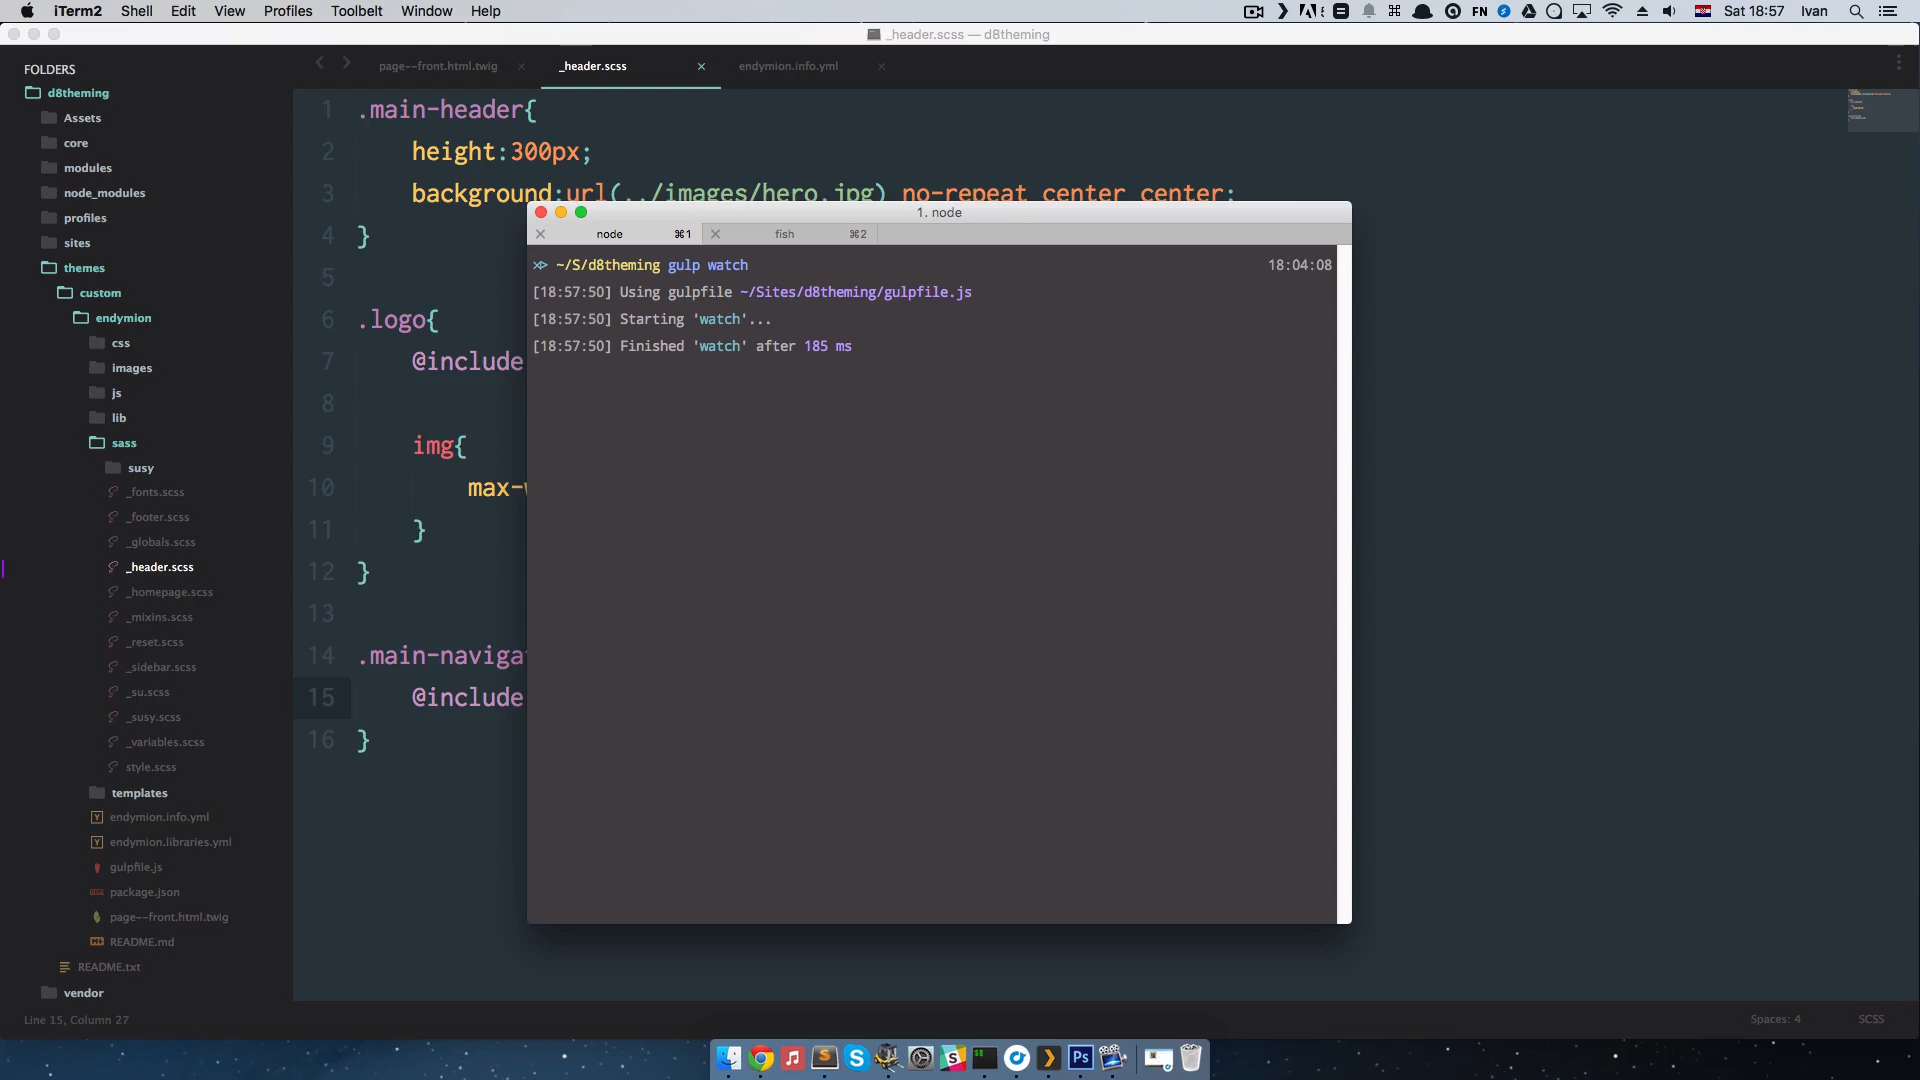 iTerm2 Shell Edit View Profiles Toolbelt Window Help
FN Sat 18:57 Ivan
_header.scss — d8theming
FOLDERS
d8theming
Assets
core
modules
node_modules
profiles
sites
themes
custom
endymion
css
images
js
lib
sass
susy
_fonts.scss
_footer.scss
_globals.scss
_header.scss
_homepage.scss
_mixins.scss
_reset.scss
_sidebar.scss
_su.scss
_susy.scss
_variables.scss
style.scss
templates
endymion.info.yml
endymion.libraries.yml
gulpfile.js
package.json
page--front.html.twig
README.md
README.txt
vendor
page--front.html.twig
_header.scss
endymion.info.yml
1 .main-header{
2 height:300px;
3 background:url(../images/hero.jpg) no-repeat center center;
4 }
5
6 .logo{
7 @include
8
9 img{
10 max-
11 }
12 }
13
14 .main-naviga
15 @include
16 }
1. node
node ⌘1
fish ⌘2
~/S/d8theming gulp watch 18:04:08
[18:57:50] Using gulpfile ~/Sites/d8theming/gulpfile.js
[18:57:50] Starting 'watch'...
[18:57:50] Finished 'watch' after 185 ms
Line 15, Column 27
Spaces: 4
SCSS
Ps